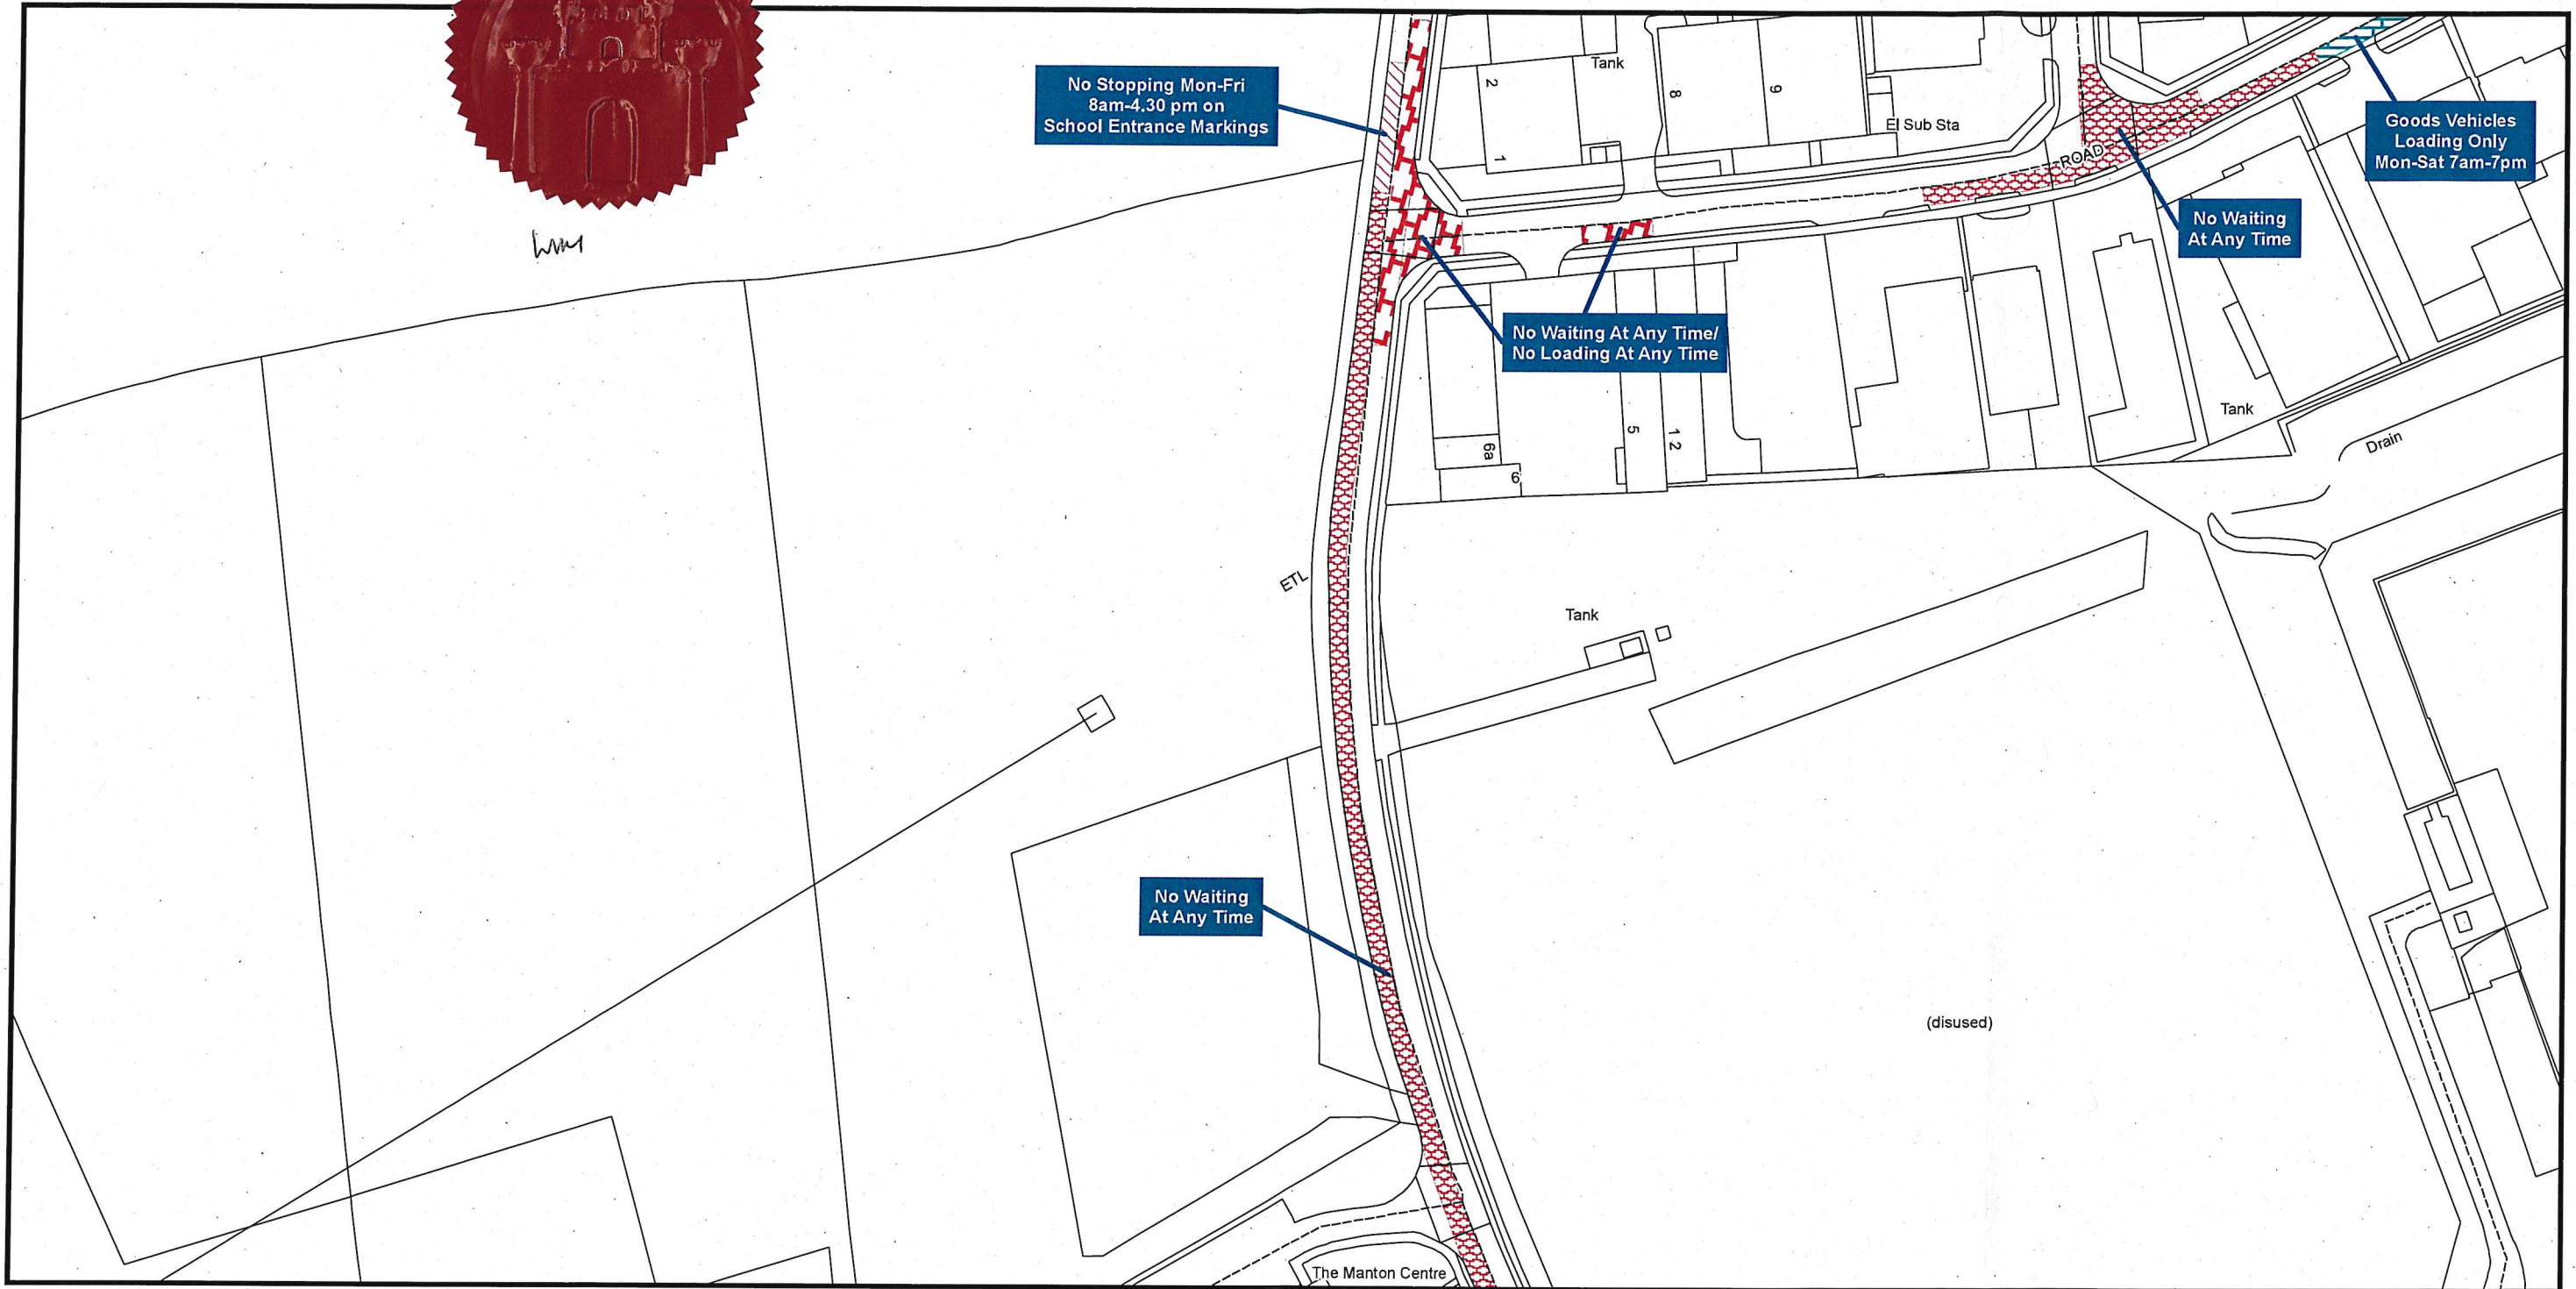 No Stopping Mon-Fri
8am-4.30 pm on
School Entrance Markings
Tank
2
1
8
9
El Sub Sta
ROAD
Goods Vehicles
Loading Only
Mon-Sat 7am-7pm
No Waiting
At Any Time
No Waiting At Any Time/
No Loading At Any Time
6a
6
5
1 2
Tank
Drain
ETL
Tank
No Waiting
At Any Time
(disused)
The Manton Centre